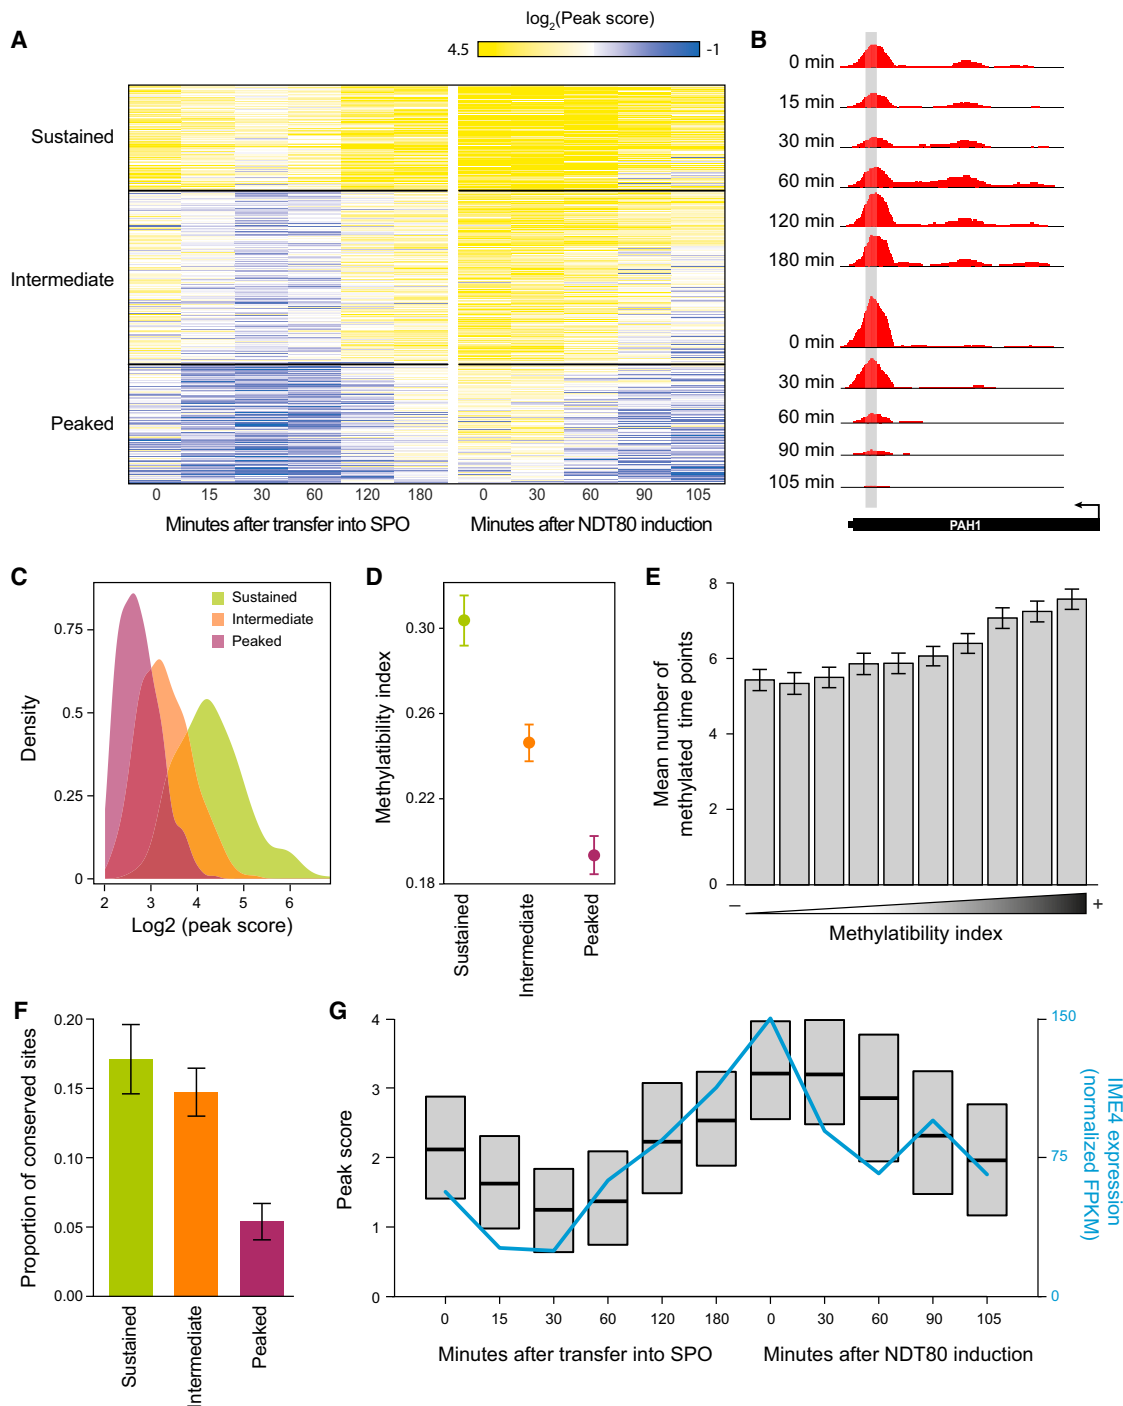 A
log2(Peak score)
4.5
-1
Sustained
Intermediate
Peaked
0 15 30 60 120 180 0 30 60 90 105
Minutes after transfer into SPO
Minutes after NDT80 induction
B
0 min
15 min
30 min
60 min
120 min
180 min
0 min
30 min
60 min
90 min
105 min
PAH1
C
Sustained
Intermediate
Peaked
Density
0.75
0.5
0.25
0
2 3 4 5 6
Log2 (peak score)
D
Methylatibility index
0.30
0.26
0.22
0.18
Sustained
Intermediate
Peaked
E
Mean number of
methylated time points
8
6
4
2
0
– +
Methylatibility index
F
Proportion of conserved sites
0.20
0.15
0.10
0.05
0.00
Sustained
Intermediate
Peaked
G
Peak score
4
3
2
1
0
150
75
0
IME4 expression
(normalized FPKM)
0 15 30 60 120 180 0 30 60 90 105
Minutes after transfer into SPO
Minutes after NDT80 induction